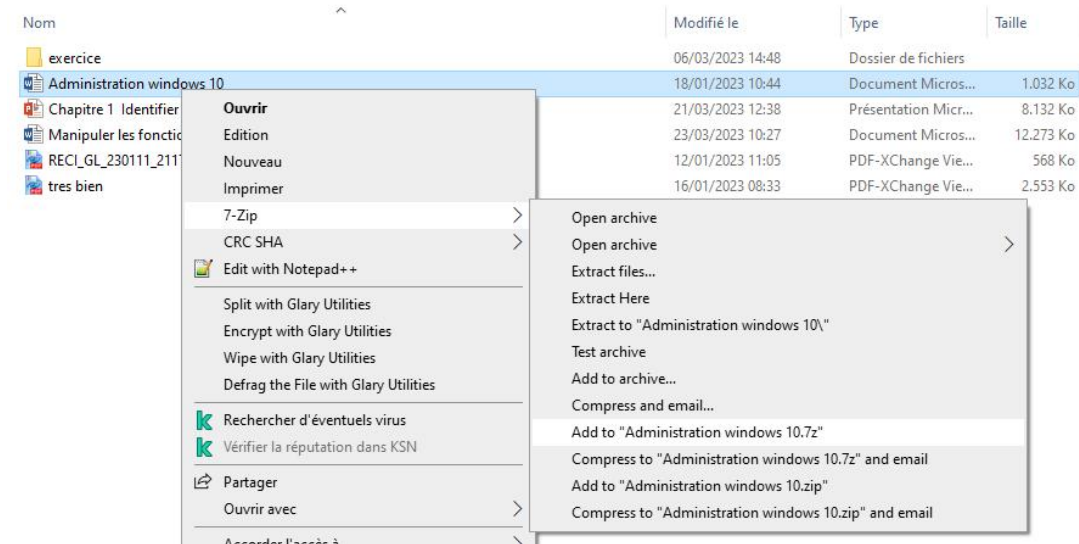 Nom Modifié le Type Taille
exercice 06/03/2023 14:48 Dossier de fichiers
Administration windows 10 18/01/2023 10:44 Document Micros... 1.032 Ko
Chapitre 1 Identifier 21/03/2023 12:38 Présentation Micr... 8.132 Ko
Manipuler les fonctio 23/03/2023 10:27 Document Micros... 12.273 Ko
RECI_GL_230111_211 12/01/2023 11:05 PDF-XChange Vie... 568 Ko
tres bien 16/01/2023 08:33 PDF-XChange Vie... 2.553 Ko
Ouvrir
Edition
Nouveau
Imprimer
7-Zip
CRC SHA
Edit with Notepad++
Split with Glary Utilities
Encrypt with Glary Utilities
Wipe with Glary Utilities
Defrag the File with Glary Utilities
Rechercher d'éventuels virus
Vérifier la réputation dans KSN
Partager
Ouvrir avec
Accorder l'accès à
Open archive
Open archive
Extract files...
Extract Here
Extract to "Administration windows 10\"
Test archive
Add to archive...
Compress and email...
Add to "Administration windows 10.7z"
Compress to "Administration windows 10.7z" and email
Add to "Administration windows 10.zip"
Compress to "Administration windows 10.zip" and email